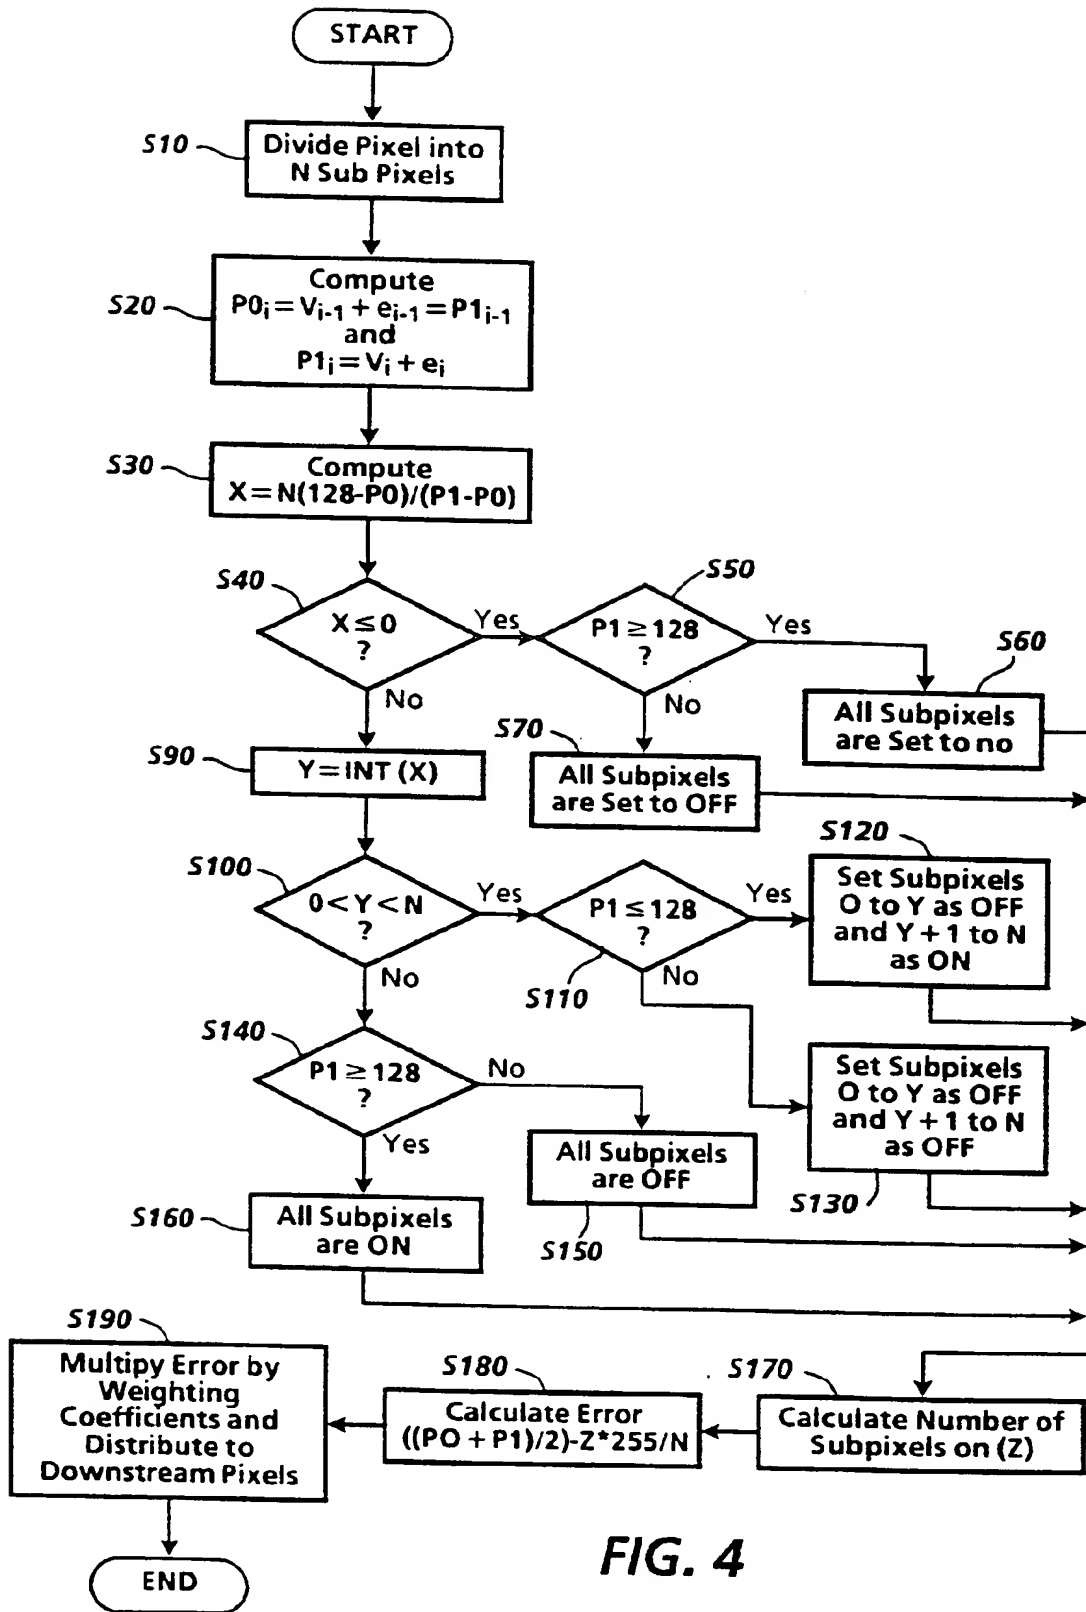 START
S10
Divide Pixel into
N Sub Pixels
S20
Compute
P0i = Vi-1 + ei-1 = P1i-1
and
P1i = Vi + ei
S30
Compute
X = N(128-P0)/(P1-P0)
S40
X ≤ 0
?
Yes
No
S50
P1 ≥ 128
?
Yes
No
S60
All Subpixels
are Set to no
S70
All Subpixels
are Set to OFF
S90
Y = INT (X)
S100
0 < Y < N
?
Yes
No
P1 ≤ 128
?
Yes
No
S110
S120
Set Subpixels
O to Y as OFF
and Y + 1 to N
as ON
S140
P1 ≥ 128
?
No
Yes
Set Subpixels
O to Y as OFF
and Y + 1 to N
as OFF
S130
All Subpixels
are OFF
S150
S160
All Subpixels
are ON
S190
Multipy Error by
Weighting
Coefficients and
Distribute to
Downstream Pixels
S180
Calculate Error
((PO + P1)/2)-Z*255/N
S170
Calculate Number of
Subpixels on (Z)
END
FIG. 4